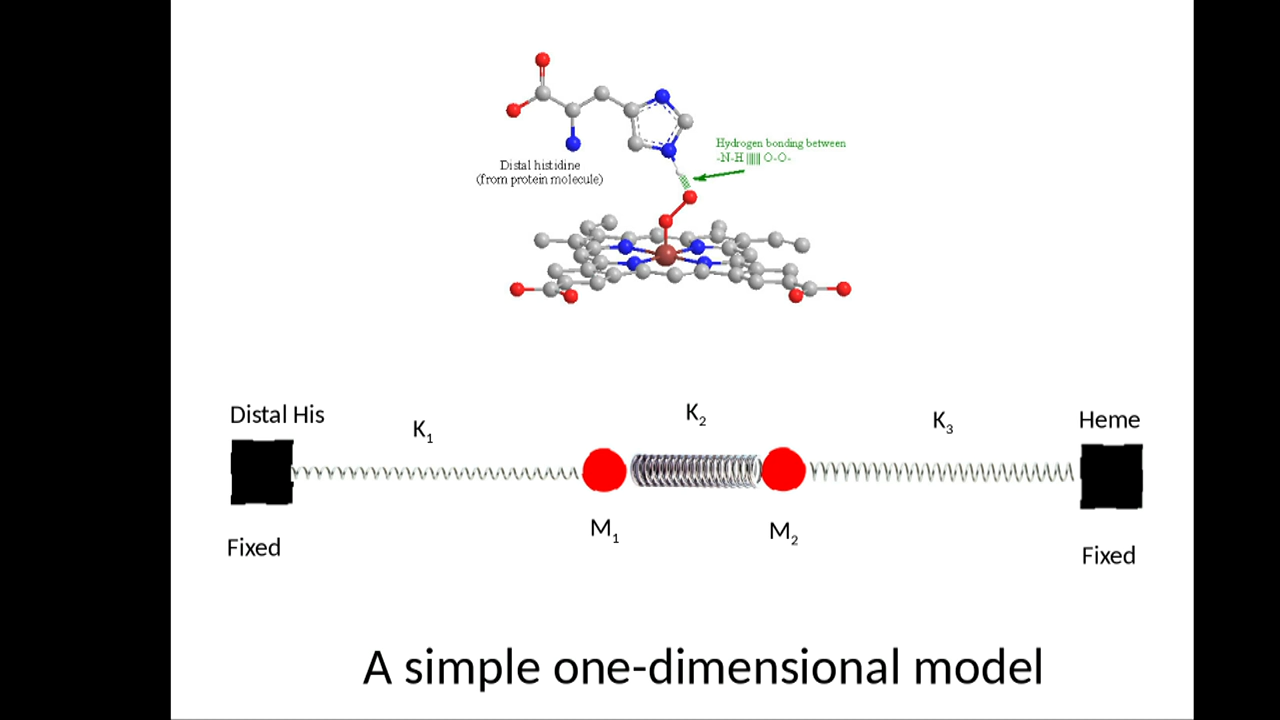 Hydrogen bonding between
-N-H |||||| O-O-
Distal histidine
(from protein molecule)
Distal His
K1
K2
K3
Heme
M1
M2
Fixed
Fixed
A simple one-dimensional model